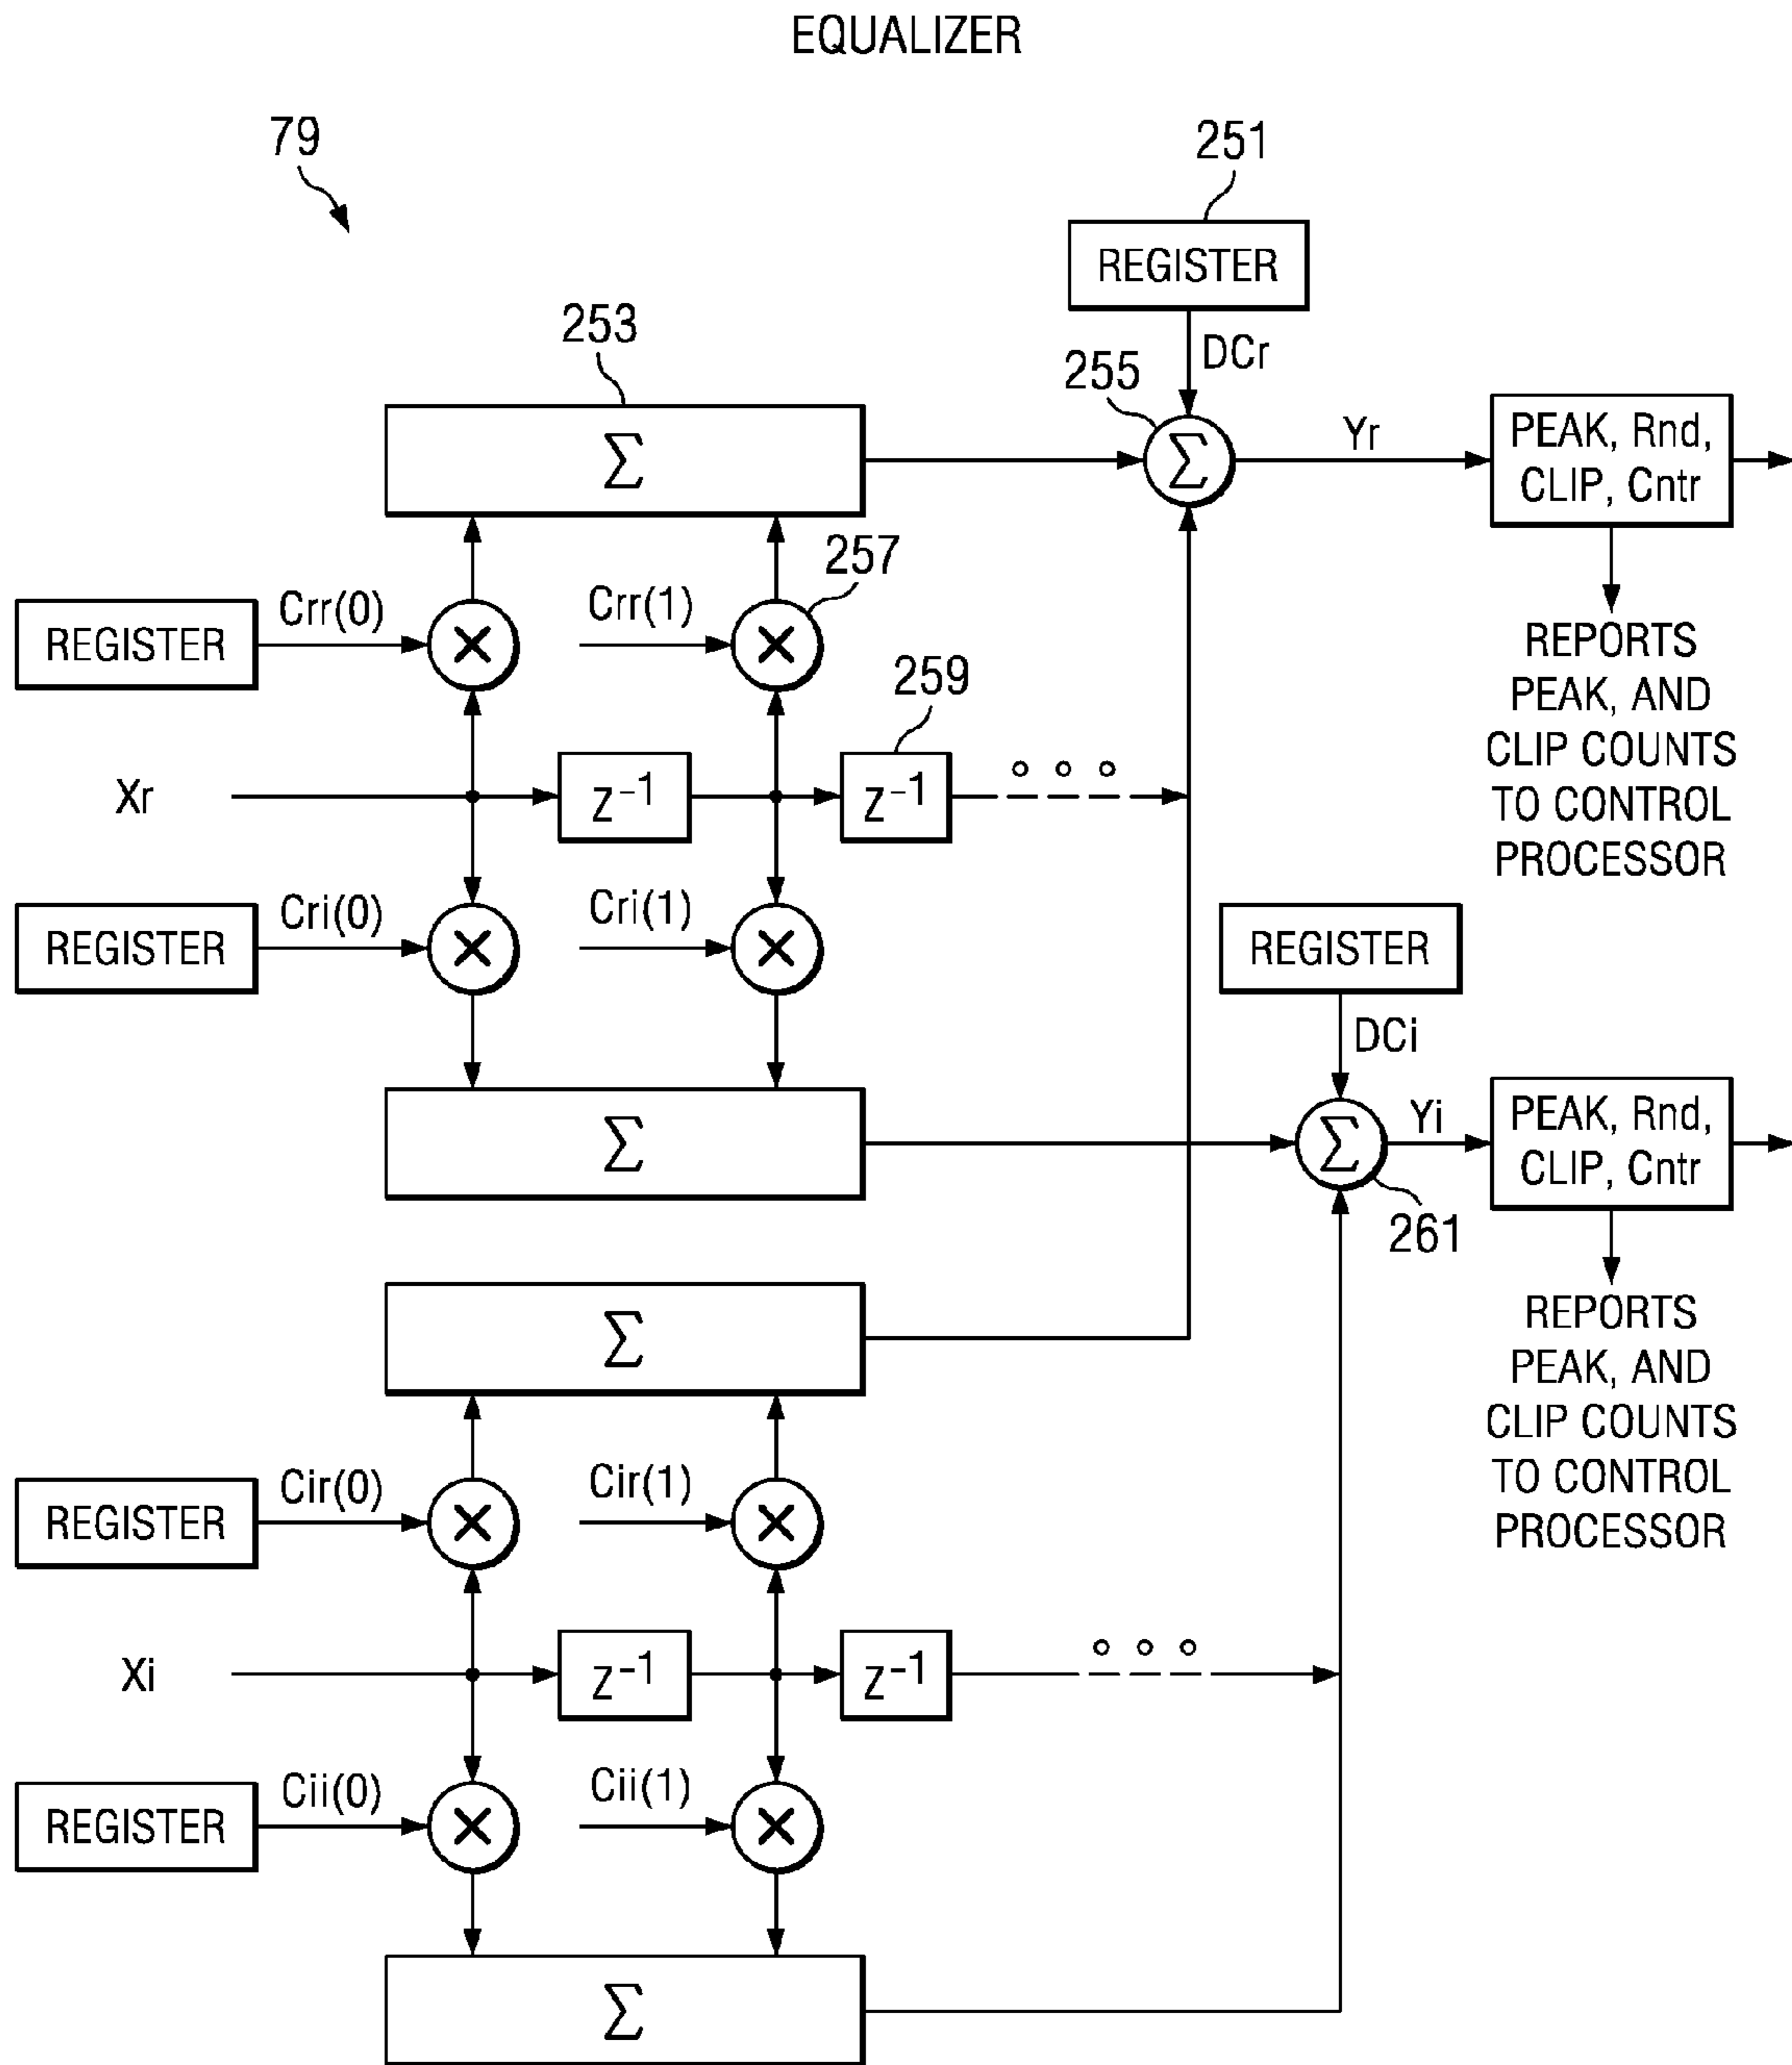 EQUALIZER
79
251
REGISTER
253
DCr
255
Σ
Σ
Yr
PEAK, Rnd,
CLIP, Cntr
257
REGISTER
Crr(0)
×
Crr(1)
×
REPORTS
PEAK, AND
CLIP COUNTS
TO CONTROL
PROCESSOR
259
Xr
z⁻¹
z⁻¹
REGISTER
Cri(0)
×
Cri(1)
×
REGISTER
DCi
Σ
Σ
Yi
PEAK, Rnd,
CLIP, Cntr
261
Σ
REPORTS
PEAK, AND
CLIP COUNTS
TO CONTROL
PROCESSOR
REGISTER
Cir(0)
×
Cir(1)
×
Xi
z⁻¹
z⁻¹
REGISTER
Cii(0)
×
Cii(1)
×
Σ